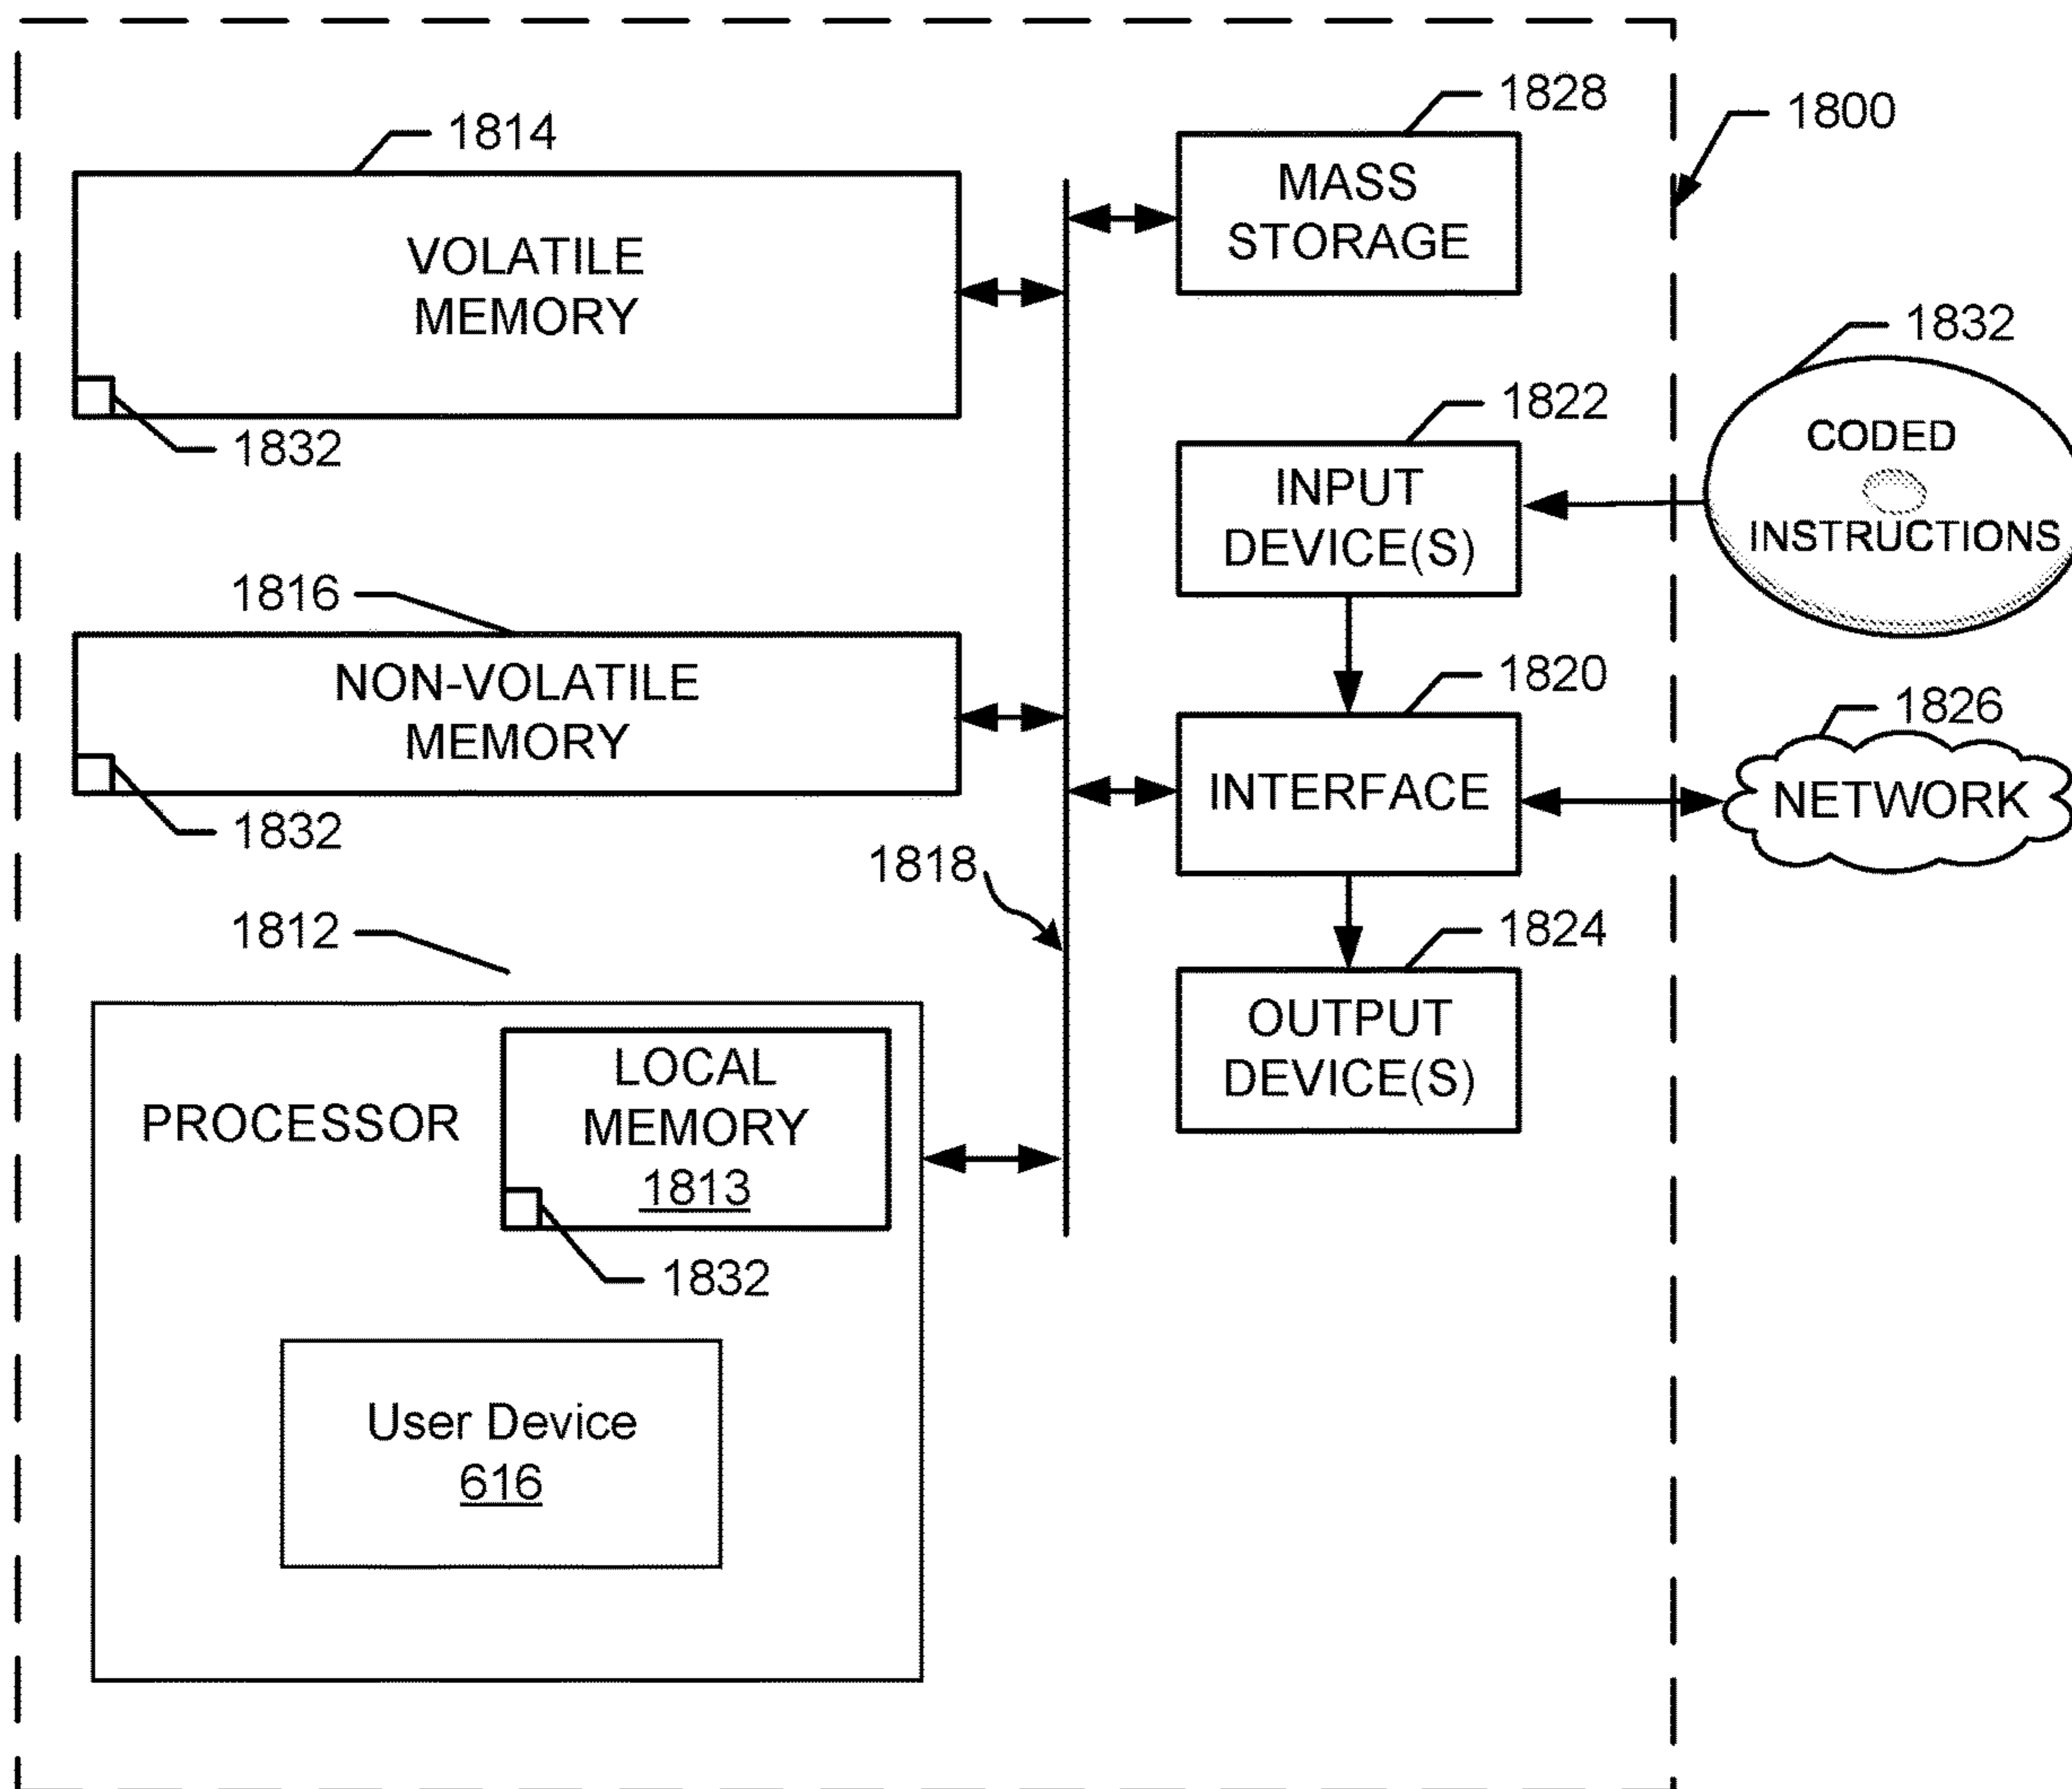 1800
1814
VOLATILE
MEMORY
1832
1816
NON-VOLATILE
MEMORY
1832
1818
1812
PROCESSOR
LOCAL
MEMORY
1813
1832
User Device
616
1828
MASS
STORAGE
1822
INPUT
DEVICE(S)
1820
INTERFACE
1824
OUTPUT
DEVICE(S)
1832
CODED
INSTRUCTIONS
1826
NETWORK